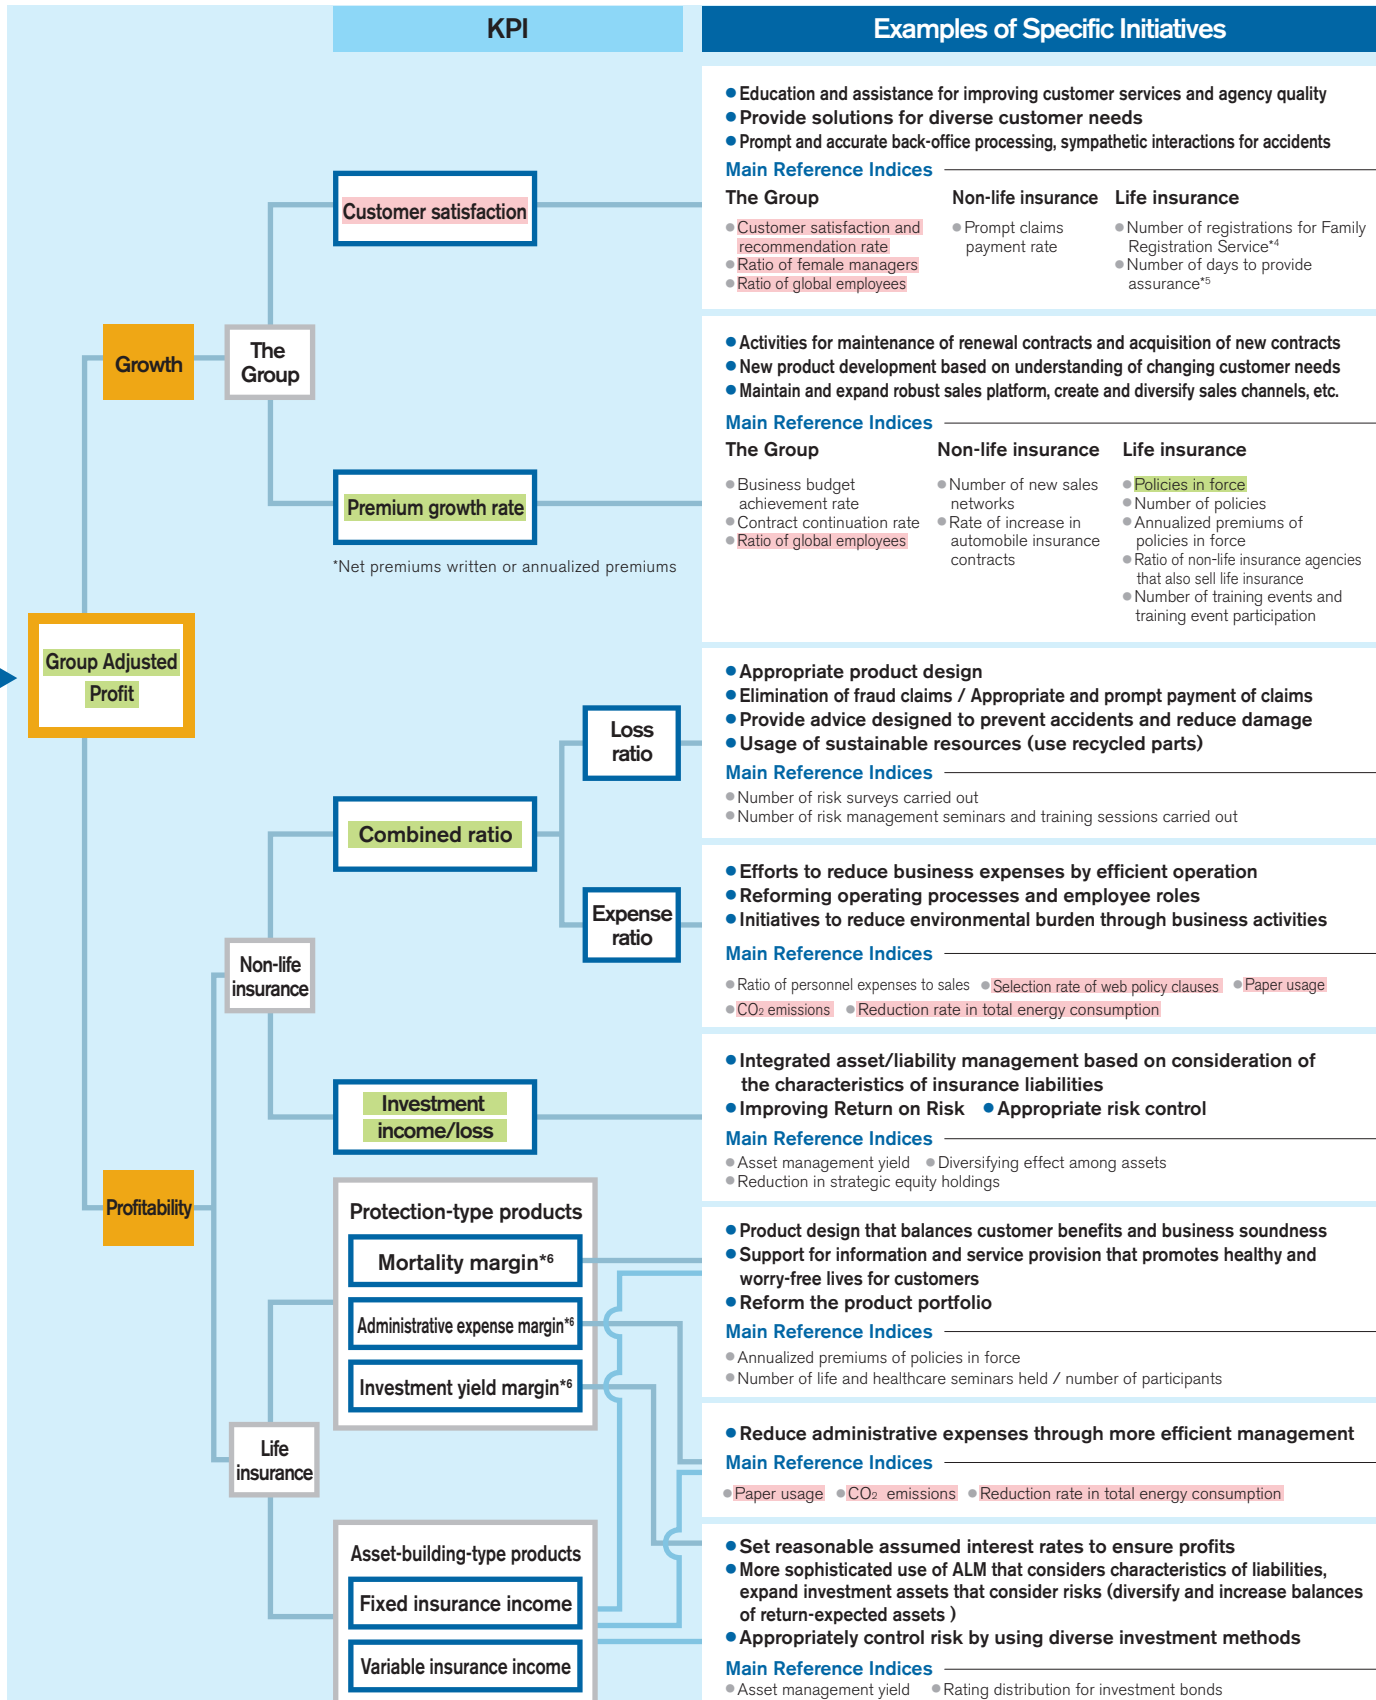 KPI
Examples of Specific Initiatives
● Education and assistance for improving customer services and agency quality
● Provide solutions for diverse customer needs
● Prompt and accurate back-office processing, sympathetic interactions for accidents
Main Reference Indices
The Group
● Customer satisfaction and
recommendation rate
● Ratio of female managers
● Ratio of global employees
Non-life insurance
● Prompt claims
payment rate
Life insurance
● Number of registrations for Family
Registration Service*4
● Number of days to provide
assurance*5
Customer satisfaction
Growth
The
Group
● Activities for maintenance of renewal contracts and acquisition of new contracts
● New product development based on understanding of changing customer needs
● Maintain and expand robust sales platform, create and diversify sales channels, etc.
Main Reference Indices
The Group
● Business budget
achievement rate
● Contract continuation rate
● Ratio of global employees
Non-life insurance
● Number of new sales
networks
● Rate of increase in
automobile insurance
contracts
Life insurance
● Policies in force
● Number of policies
● Annualized premiums of
policies in force
● Ratio of non-life insurance agencies
that also sell life insurance
● Number of training events and
training event participation
Premium growth rate
*Net premiums written or annualized premiums
Group Adjusted
Profit
Loss
ratio
● Appropriate product design
● Elimination of fraud claims / Appropriate and prompt payment of claims
● Provide advice designed to prevent accidents and reduce damage
● Usage of sustainable resources (use recycled parts)
Main Reference Indices
● Number of risk surveys carried out
● Number of risk management seminars and training sessions carried out
Combined ratio
Expense
ratio
● Efforts to reduce business expenses by efficient operation
● Reforming operating processes and employee roles
● Initiatives to reduce environmental burden through business activities
Main Reference Indices
● Ratio of personnel expenses to sales ● Selection rate of web policy clauses ● Paper usage
● CO2 emissions ● Reduction rate in total energy consumption
Non-life
insurance
Investment
income/loss
● Integrated asset/liability management based on consideration of
the characteristics of insurance liabilities
● Improving Return on Risk ● Appropriate risk control
Main Reference Indices
● Asset management yield ● Diversifying effect among assets
● Reduction in strategic equity holdings
Profitability
Protection-type products
Mortality margin*6
Administrative expense margin*6
Investment yield margin*6
● Product design that balances customer benefits and business soundness
● Support for information and service provision that promotes healthy and
worry-free lives for customers
● Reform the product portfolio
Main Reference Indices
● Annualized premiums of policies in force
● Number of life and healthcare seminars held / number of participants
Life
insurance
● Reduce administrative expenses through more efficient management
Main Reference Indices
● Paper usage ● CO2 emissions ● Reduction rate in total energy consumption
Asset-building-type products
Fixed insurance income
Variable insurance income
● Set reasonable assumed interest rates to ensure profits
● More sophisticated use of ALM that considers characteristics of liabilities,
expand investment assets that consider risks (diversify and increase balances
of return-expected assets )
● Appropriately control risk by using diverse investment methods
Main Reference Indices
● Asset management yield ● Rating distribution for investment bonds